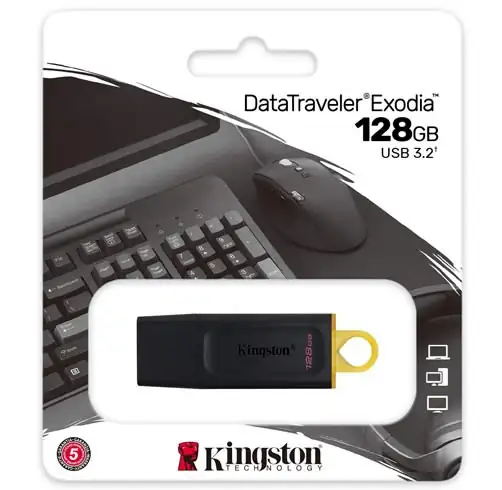 DataTraveler® Exodia™
128GB
USB 3.2†
Kingston
128GB
5
Kingston®
TECHNOLOGY